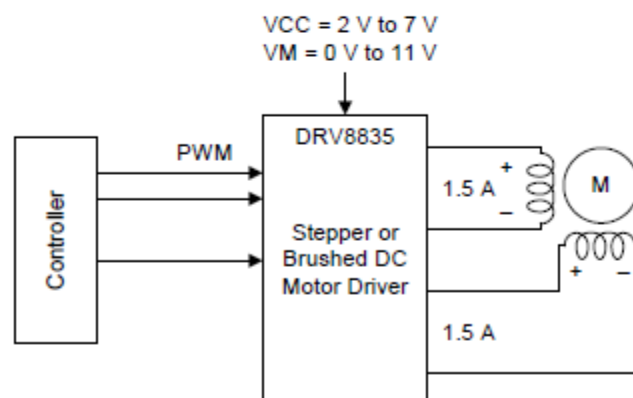 VCC = 2 V to 7 V
VM = 0 V to 11 V
DRV8835
PWM
Controller
Stepper or
Brushed DC
Motor Driver
1.5 A
+
–
M
+ –
1.5 A